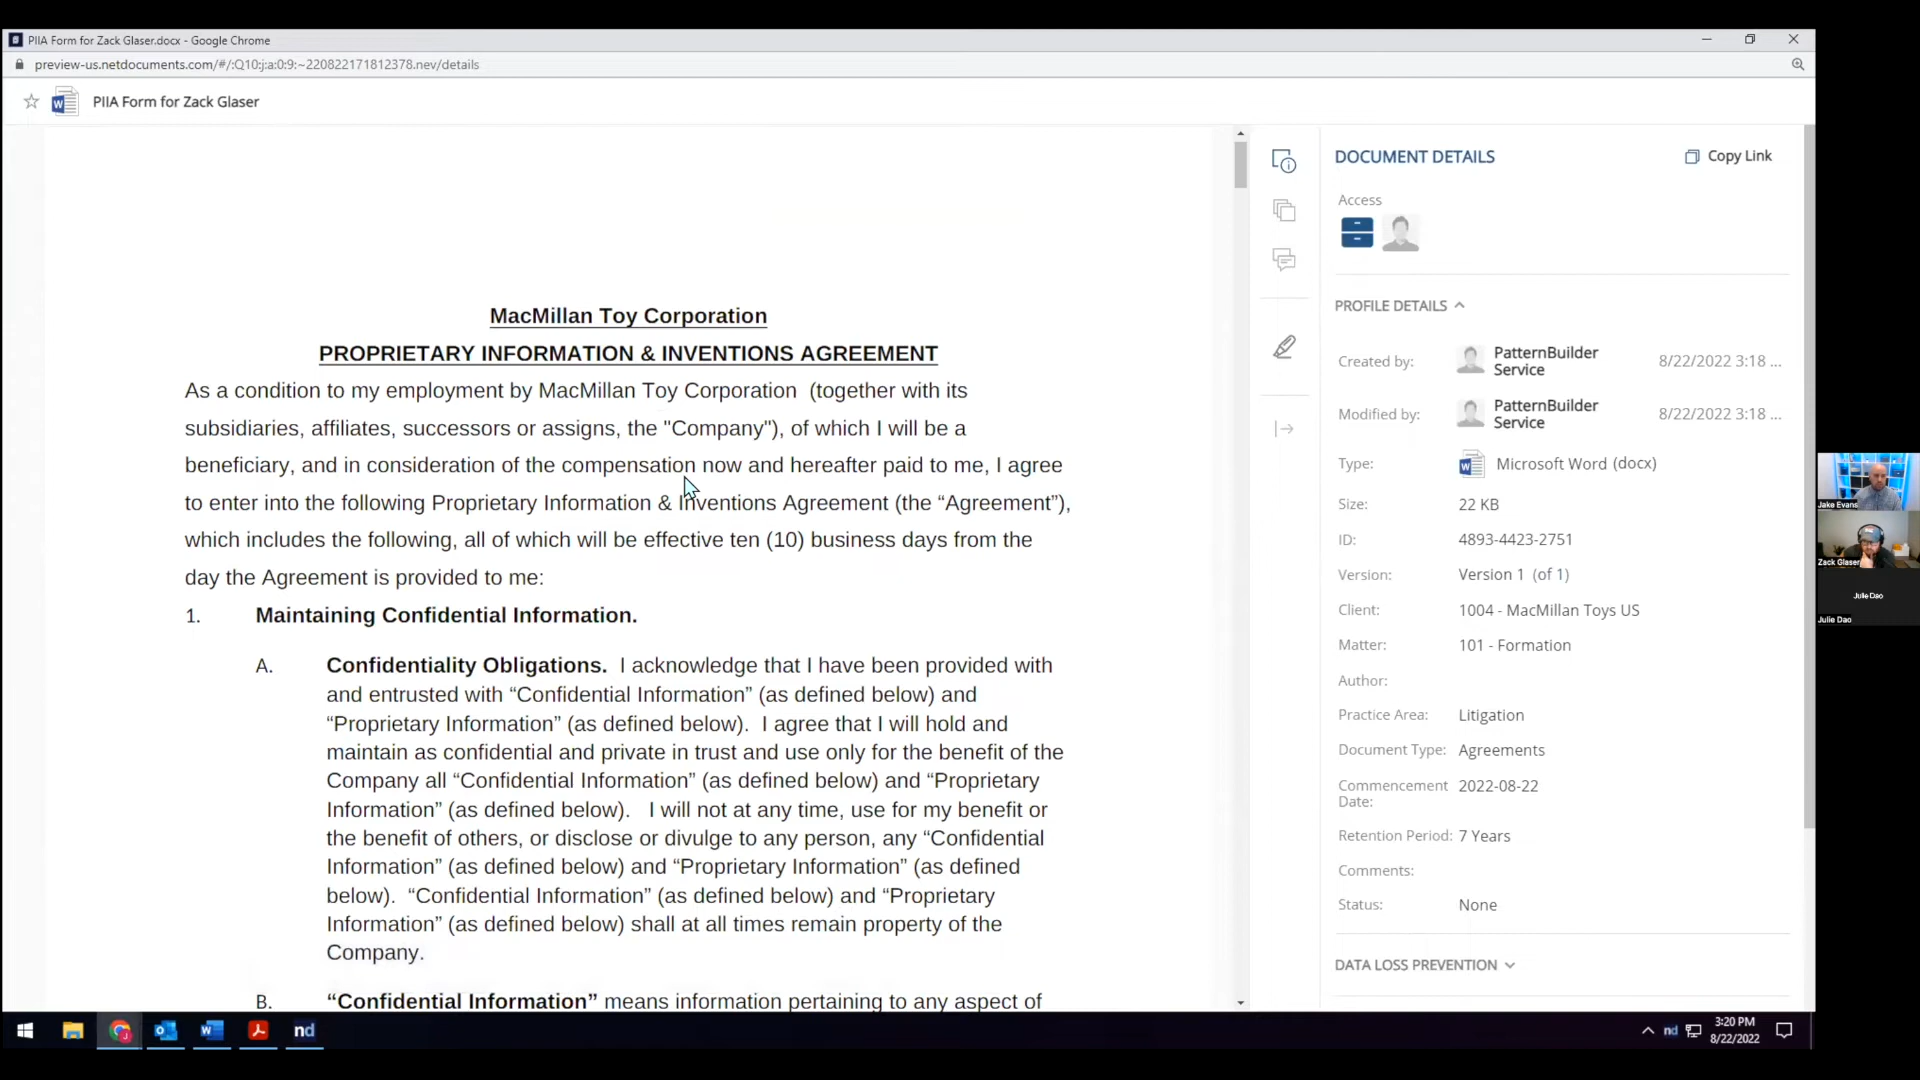 PIIA Form for Zack Glaser.docx - Google Chrome
preview-us.netdocuments.com/#/:Q10:j:a:0:9:~220822171812378.nev/details
PIIA Form for Zack Glaser
MacMillan Toy Corporation
PROPRIETARY INFORMATION & INVENTIONS AGREEMENT
As a condition to my employment by MacMillan Toy Corporation (together with its
subsidiaries, affiliates, successors or assigns, the "Company"), of which I will be a
beneficiary, and in consideration of the compensation now and hereafter paid to me, I agree
to enter into the following Proprietary Information & Inventions Agreement (the “Agreement”),
which includes the following, all of which will be effective ten (10) business days from the
day the Agreement is provided to me:
1. Maintaining Confidential Information.
A. Confidentiality Obligations. I acknowledge that I have been provided with
and entrusted with “Confidential Information” (as defined below) and
“Proprietary Information” (as defined below). I agree that I will hold and
maintain as confidential and private in trust and use only for the benefit of the
Company all “Confidential Information” (as defined below) and “Proprietary
Information” (as defined below). I will not at any time, use for my benefit or
the benefit of others, or disclose or divulge to any person, any “Confidential
Information” (as defined below) and “Proprietary Information” (as defined
below). “Confidential Information” (as defined below) and “Proprietary
Information” (as defined below) shall at all times remain property of the
Company.
B. “Confidential Information” means information pertaining to any aspect of
DOCUMENT DETAILS
Copy Link
Access
PROFILE DETAILS
Created by: PatternBuilder Service 8/22/2022 3:18 ...
Modified by: PatternBuilder Service 8/22/2022 3:18 ...
Type: Microsoft Word (docx)
Size: 22 KB
ID: 4893-4423-2751
Version: Version 1 (of 1)
Client: 1004 - MacMillan Toys US
Matter: 101 - Formation
Author:
Practice Area: Litigation
Document Type: Agreements
Commencement Date: 2022-08-22
Retention Period: 7 Years
Comments:
Status: None
DATA LOSS PREVENTION
Jake Evans
Zack Glaser
Julie Dao
Julie Dao
nd
nd
3:20 PM
8/22/2022